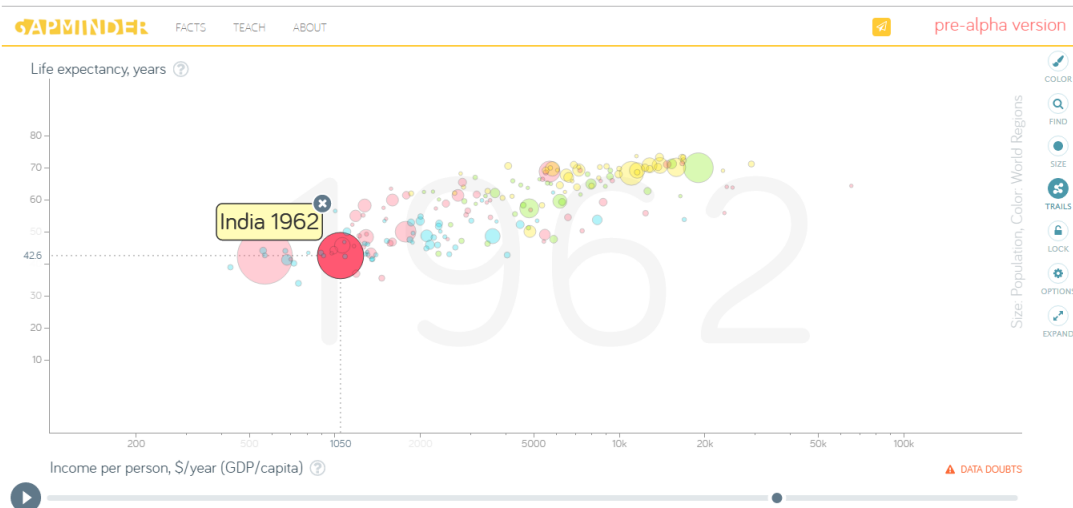 GAPMINDER FACTS TEACH ABOUT pre-alpha version
Life expectancy, years ?
COLOR
FIND
SIZE
TRAILS
LOCK
OPTIONS
EXPAND
Size: Population, Color: World Regions
80
70
60
50
42.6
30
20
10
India 1962
1962
200 500 1050 2000 5000 10k 20k 50k 100k
Income per person, $/year (GDP/capita) ? DATA DOUBTS